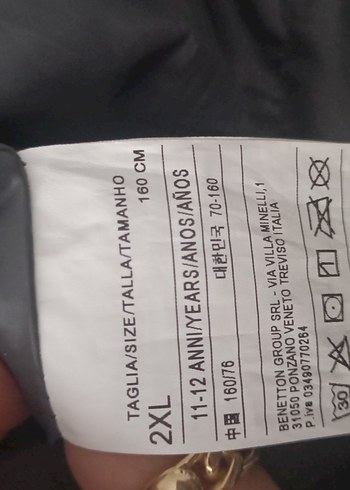 TAGLIA/SIZE/TALLA/TAMANHO
2XL 160 CM
11-12 ANNI/YEARS/ANOS/AÑOS
대한민국 70-160
中国 160/76
BENETTON GROUP SRL - VIA VILLA MINELLI,1
31050 PONZANO VENETO TREVISO ITALIA
P.iva 03490770264
30